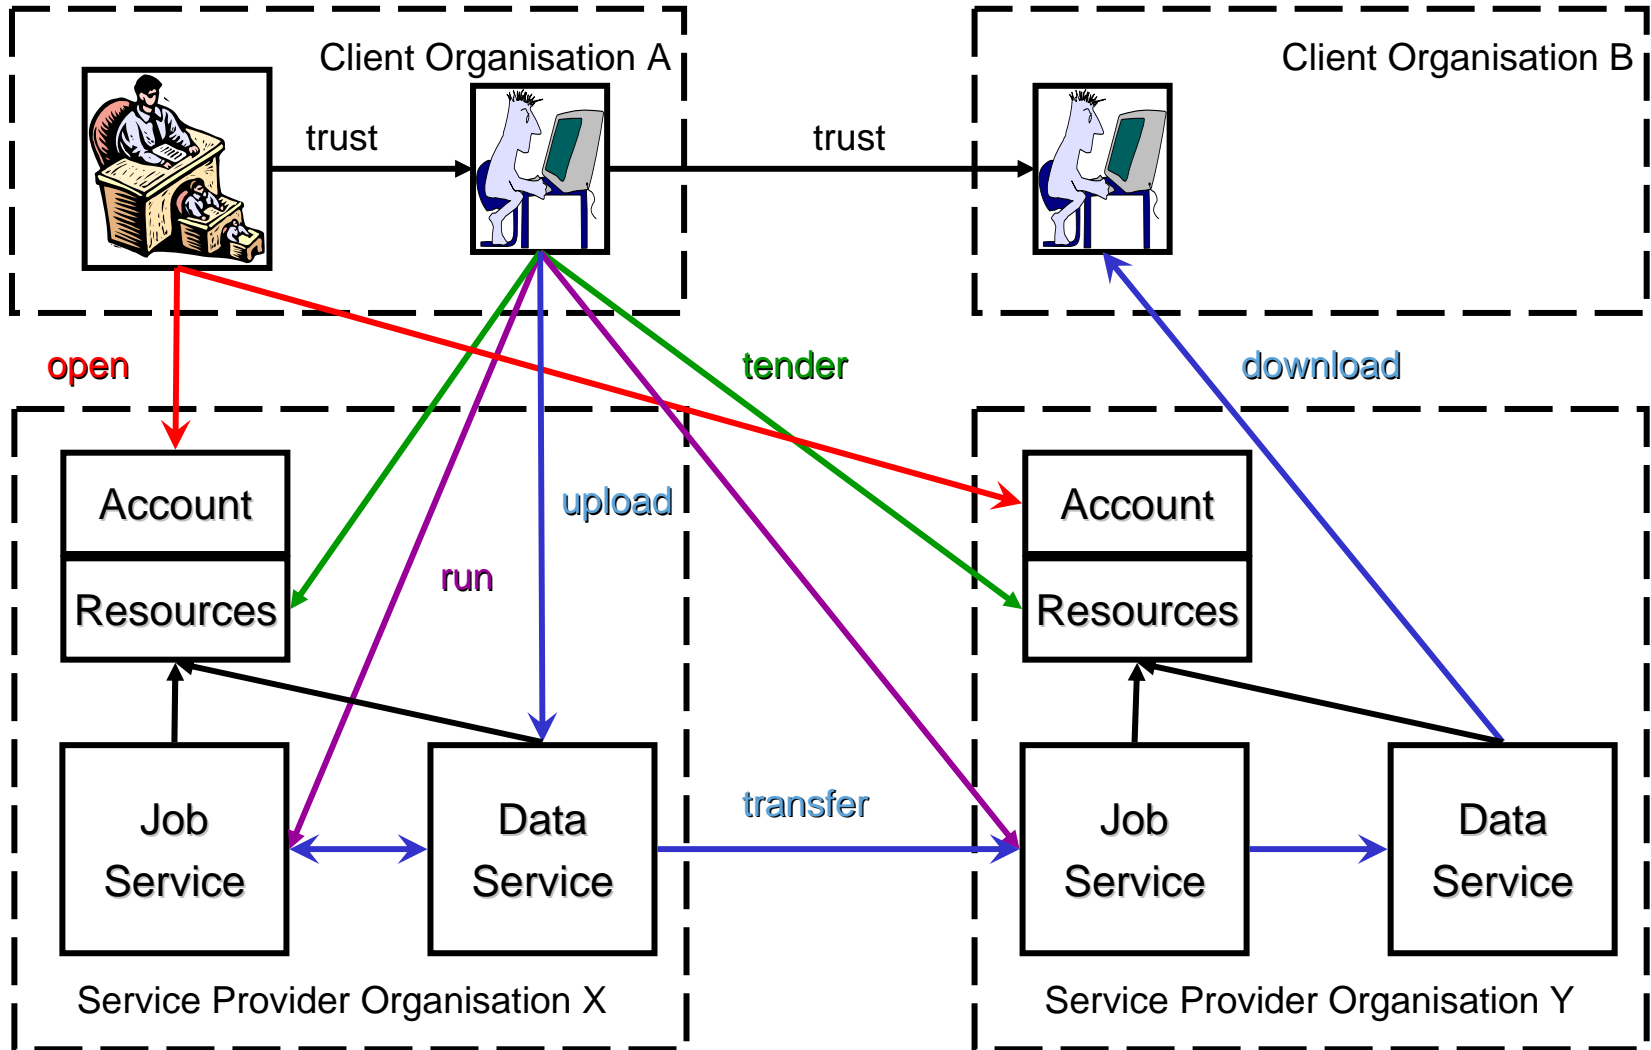 Client Organisation A
Client Organisation B
trust
trust
open
tender
download
Account
upload
Account
run
Resources
Resources
transfer
Job
Service
Data
Service
Job
Service
Data
Service
Service Provider Organisation X
Service Provider Organisation Y